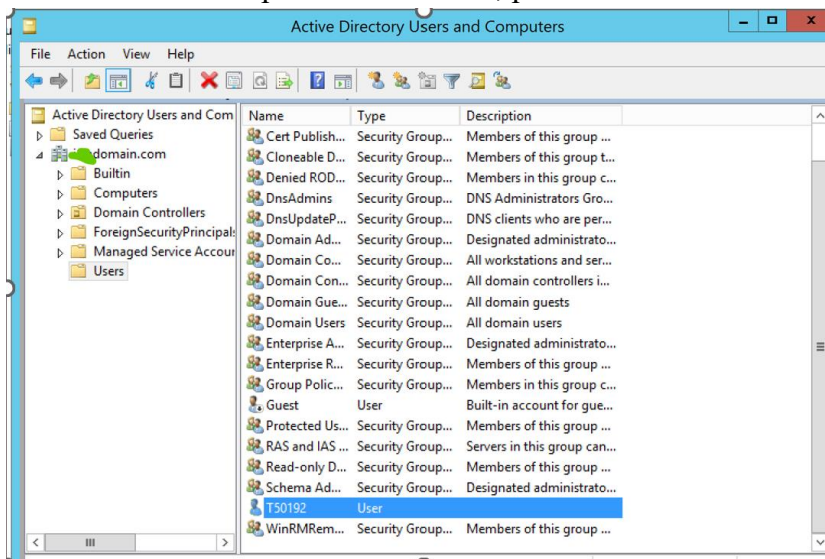 Active Directory Users and Computers
File Action View Help
Active Directory Users and Com
Saved Queries
domain.com
Builtin
Computers
Domain Controllers
ForeignSecurityPrincipals
Managed Service Accour
Users
Name Type Description
Cert Publish... Security Group... Members of this group ...
Cloneable D... Security Group... Members of this group t...
Denied ROD... Security Group... Members in this group c...
DnsAdmins Security Group... DNS Administrators Gro...
DnsUpdateP... Security Group... DNS clients who are per...
Domain Ad... Security Group... Designated administrato...
Domain Co... Security Group... All workstations and ser...
Domain Con... Security Group... All domain controllers i...
Domain Gue... Security Group... All domain guests
Domain Users Security Group... All domain users
Enterprise A... Security Group... Designated administrato...
Enterprise R... Security Group... Members of this group ...
Group Polic... Security Group... Members in this group c...
Guest User Built-in account for gue...
Protected Us... Security Group... Members of this group ...
RAS and IAS ... Security Group... Servers in this group can...
Read-only D... Security Group... Members of this group ...
Schema Ad... Security Group... Designated administrato...
T50192 User
WinRMRem... Security Group... Members of this group ...